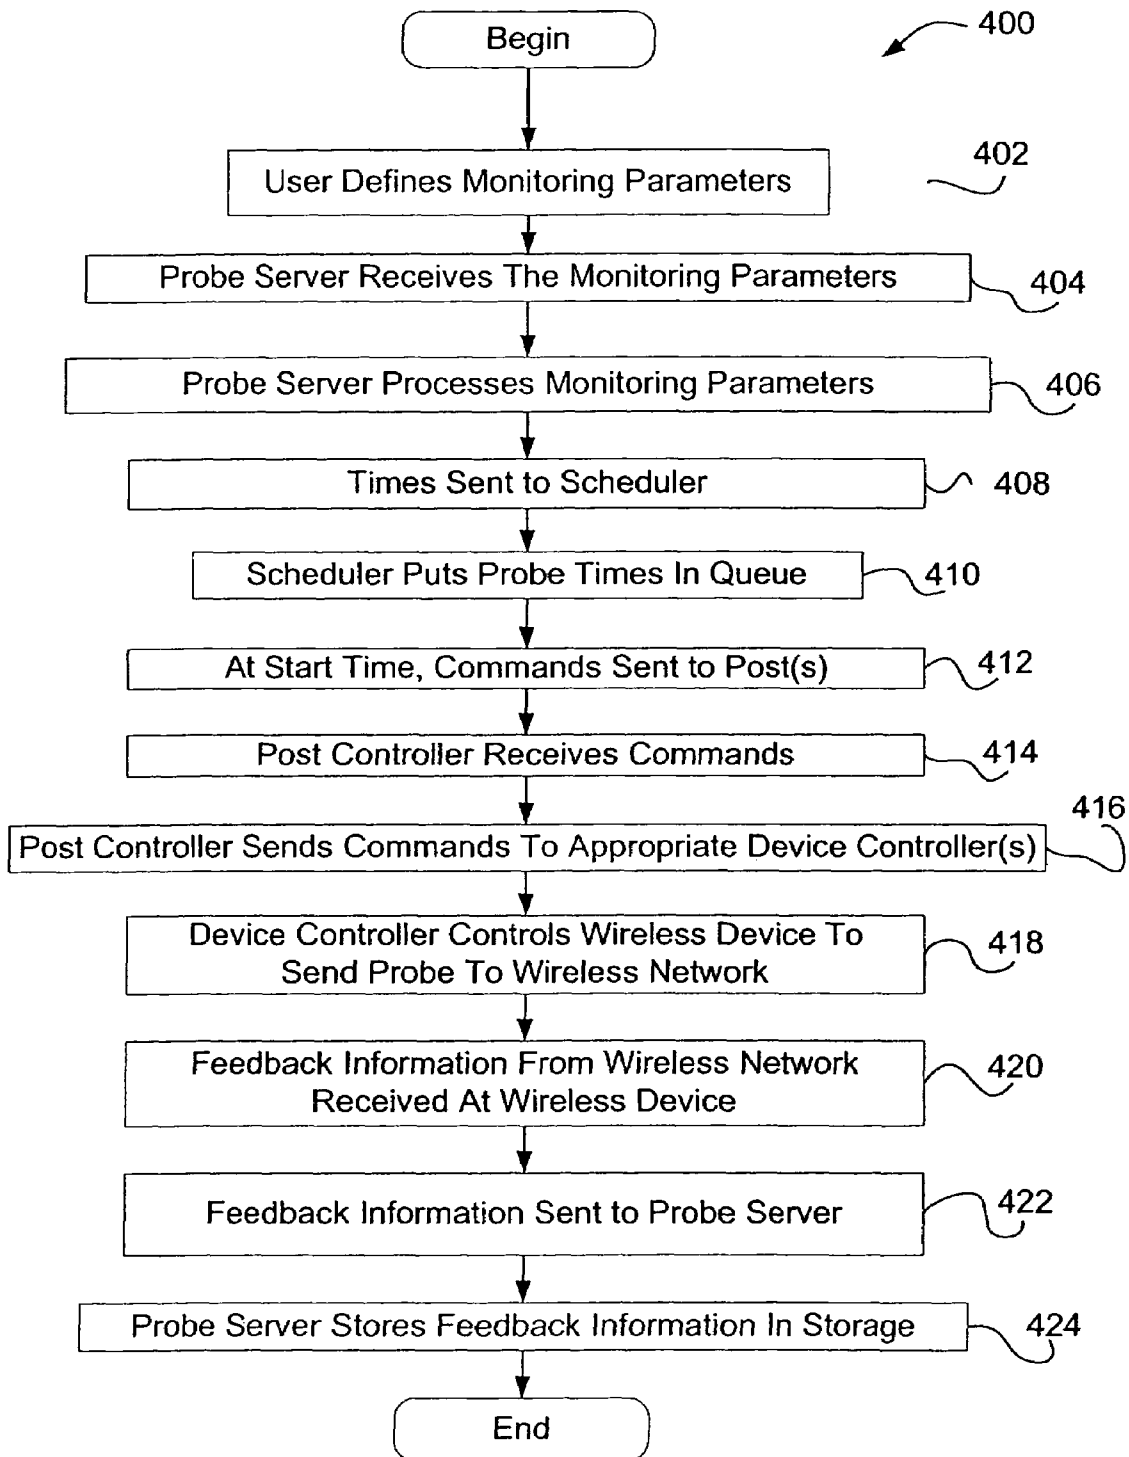 Begin
400
User Defines Monitoring Parameters
402
Probe Server Receives The Monitoring Parameters
404
Probe Server Processes Monitoring Parameters
406
Times Sent to Scheduler
408
Scheduler Puts Probe Times In Queue
410
At Start Time, Commands Sent to Post(s)
412
Post Controller Receives Commands
414
Post Controller Sends Commands To Appropriate Device Controller(s)
416
Device Controller Controls Wireless Device To
Send Probe To Wireless Network
418
Feedback Information From Wireless Network
Received At Wireless Device
420
Feedback Information Sent to Probe Server
422
Probe Server Stores Feedback Information In Storage
424
End